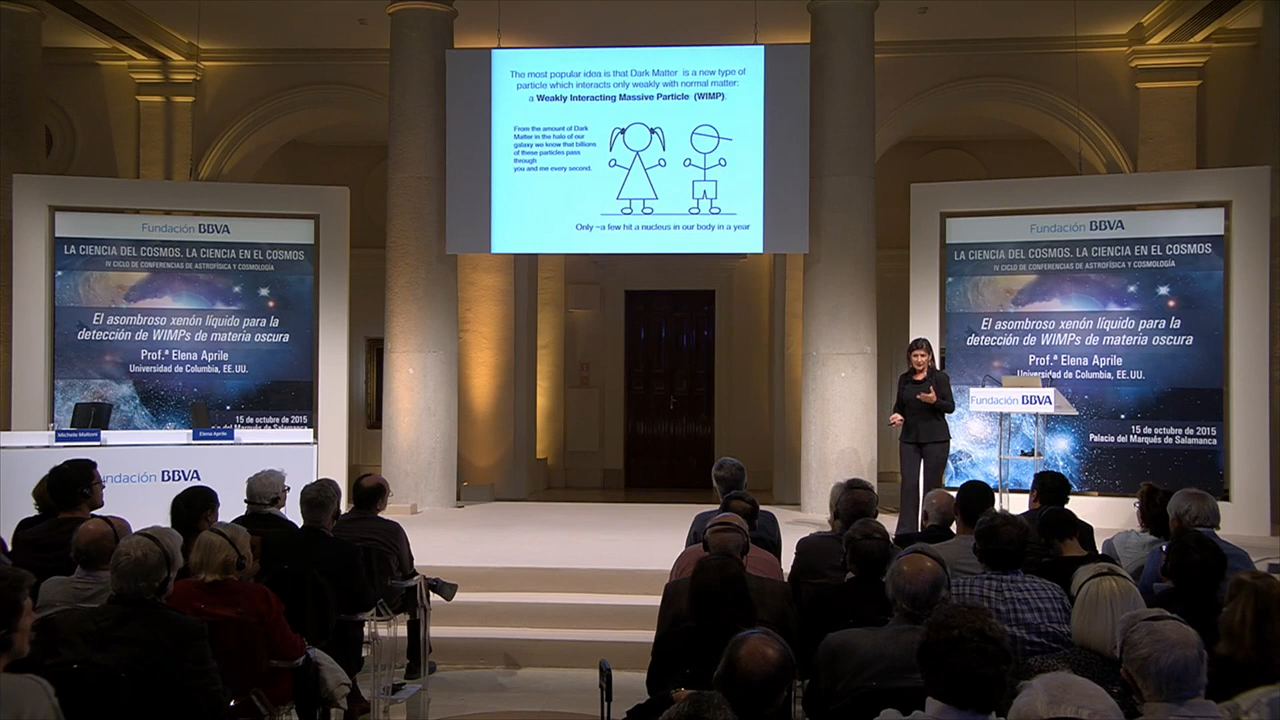 The most popular idea is that Dark Matter is a new type of
particle which interacts only weakly with normal matter:
a Weakly Interacting Massive Particle (WIMP).
From the amount of Dark
Matter in the halo of our
galaxy we know that billions
of these particles pass
through
you and me every second.
Only ~a few hit a nucleus in our body in a year
Fundación BBVA
LA CIENCIA DEL COSMOS. LA CIENCIA EN EL COSMOS
IV CICLO DE CONFERENCIAS DE ASTROFÍSICA Y COSMOLOGÍA
El asombroso xenón líquido para la
detección de WIMPs de materia oscura
Prof.ª Elena Aprile
Universidad de Columbia, EE.UU.
15 de octubre de 2015
del Marqués de Salamanca
Elena Aprile
Fundación BBVA
Fundación BBVA
LA CIENCIA DEL COSMOS. LA CIENCIA EN EL COSMOS
IV CICLO DE CONFERENCIAS DE ASTROFÍSICA Y COSMOLOGÍA
El asombroso xenón líquido para la
detección de WIMPs de materia oscura
Prof.ª Elena Aprile
Universidad de Columbia, EE.UU.
Fundación BBVA
15 de octubre de 2015
Palacio del Marqués de Salamanca